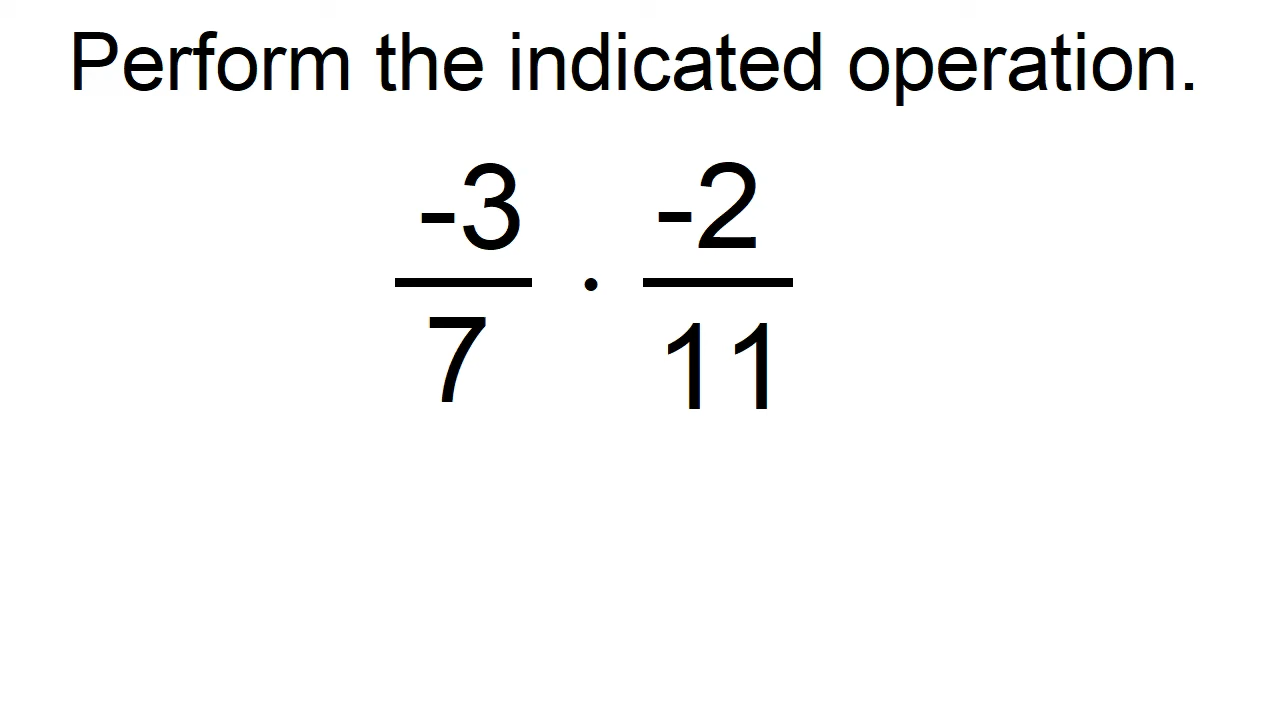 Perform the indicated operation.
-3 -2
7 · 11